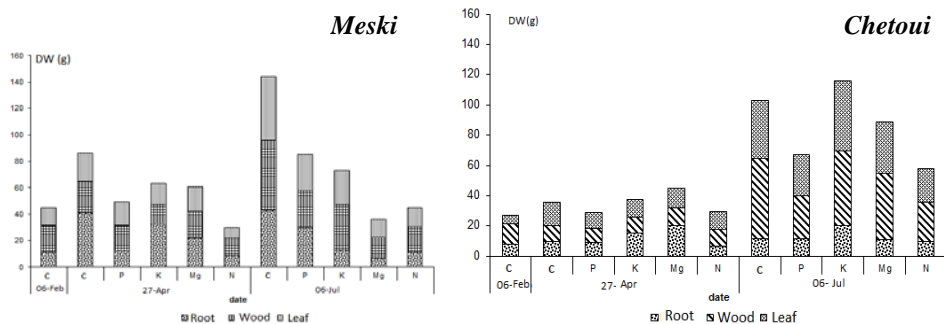 Meski
DW (g)
160
140
120
100
80
60
40
20
0
C C P K Mg N C P K Mg N
06-Feb 27-Apr 06-Jul
date
Root Wood Leaf
Chetoui
DW(g)
160
140
120
100
80
60
40
20
0
C C P K Mg N C P K Mg N
06-Feb 27- Apr 06- Jul
date
Root Wood Leaf